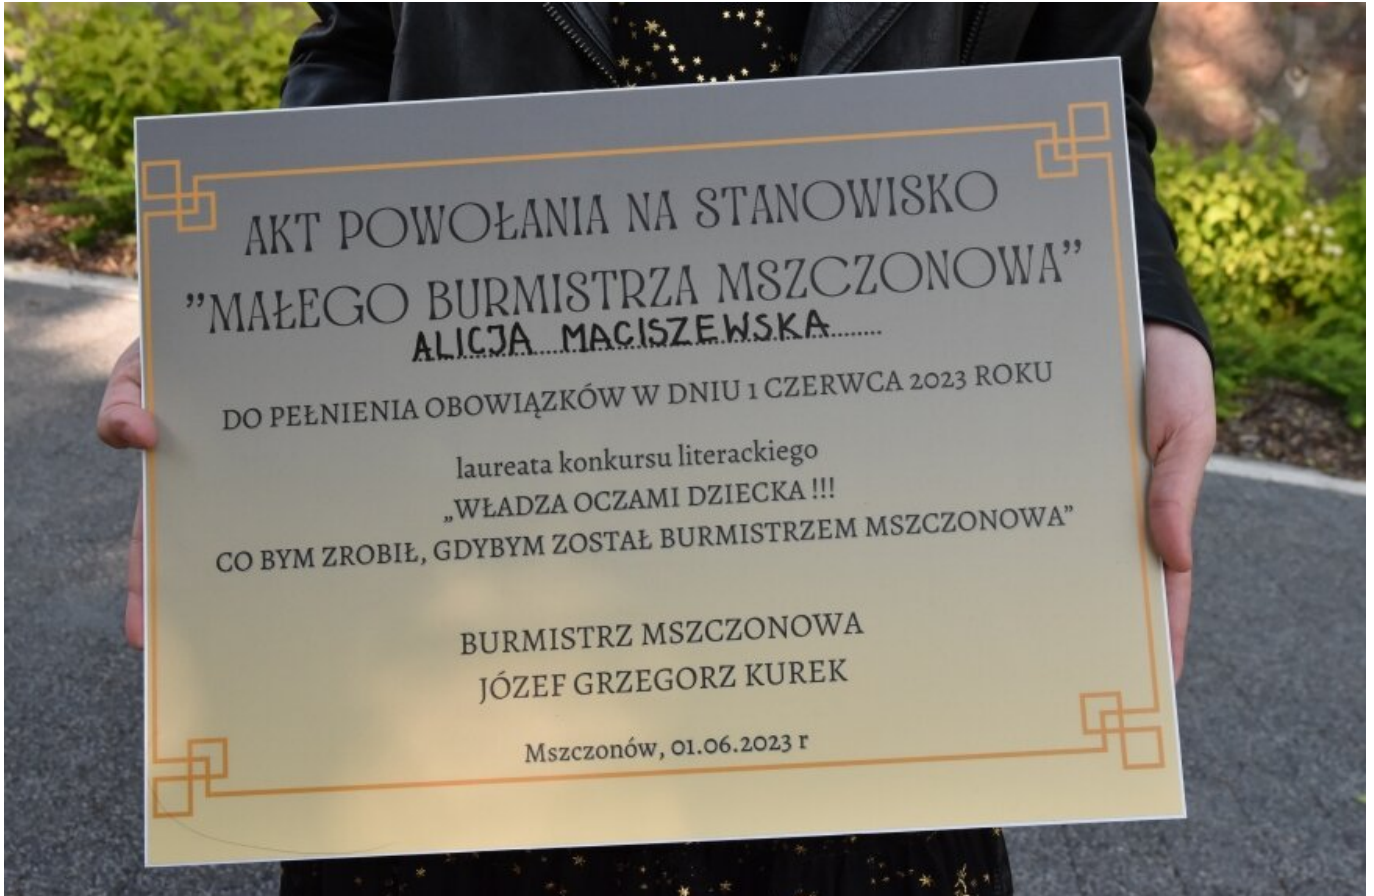 AKT POWOŁANIA NA STANOWISKO
”MAŁEGO BURMISTRZA MSZCZONOWA”
ALICJA MACISZEWSKA
DO PEŁNIENIA OBOWIĄZKÓW W DNIU 1 CZERWCA 2023 ROKU
laureata konkursu literackiego
„WŁADZA OCZAMI DZIECKA !!!
CO BYM ZROBIŁ, GDYBYM ZOSTAŁ BURMISTRZEM MSZCZONOWA”
BURMISTRZ MSZCZONOWA
JÓZEF GRZEGORZ KUREK
Mszczonów, 01.06.2023 r